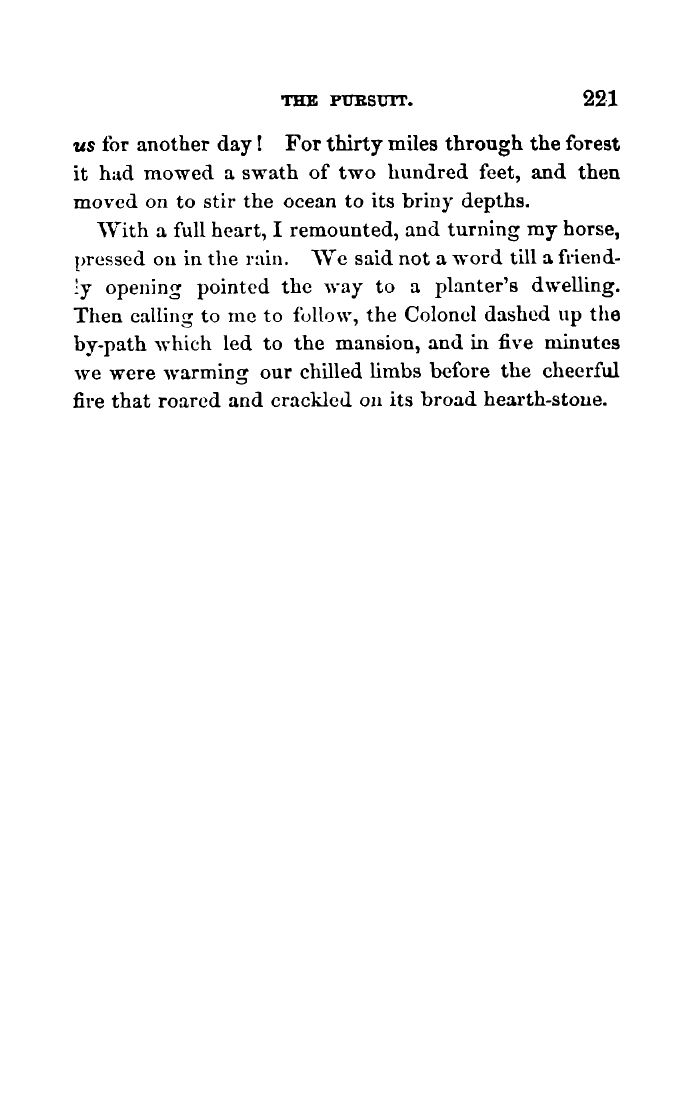 THE PURSUIT. 221
us for another day! For thirty miles through the forest
it had mowed a swath of two hundred feet, and then
moved on to stir the ocean to its briny depths.
With a full heart, I remounted, and turning my horse,
pressed on in the rain. We said not a word till a friend-
ly opening pointed the way to a planter's dwelling.
Then calling to me to follow, the Colonel dashed up the
by-path which led to the mansion, and in five minutes
we were warming our chilled limbs before the cheerful
fire that roared and crackled on its broad hearth-stone.